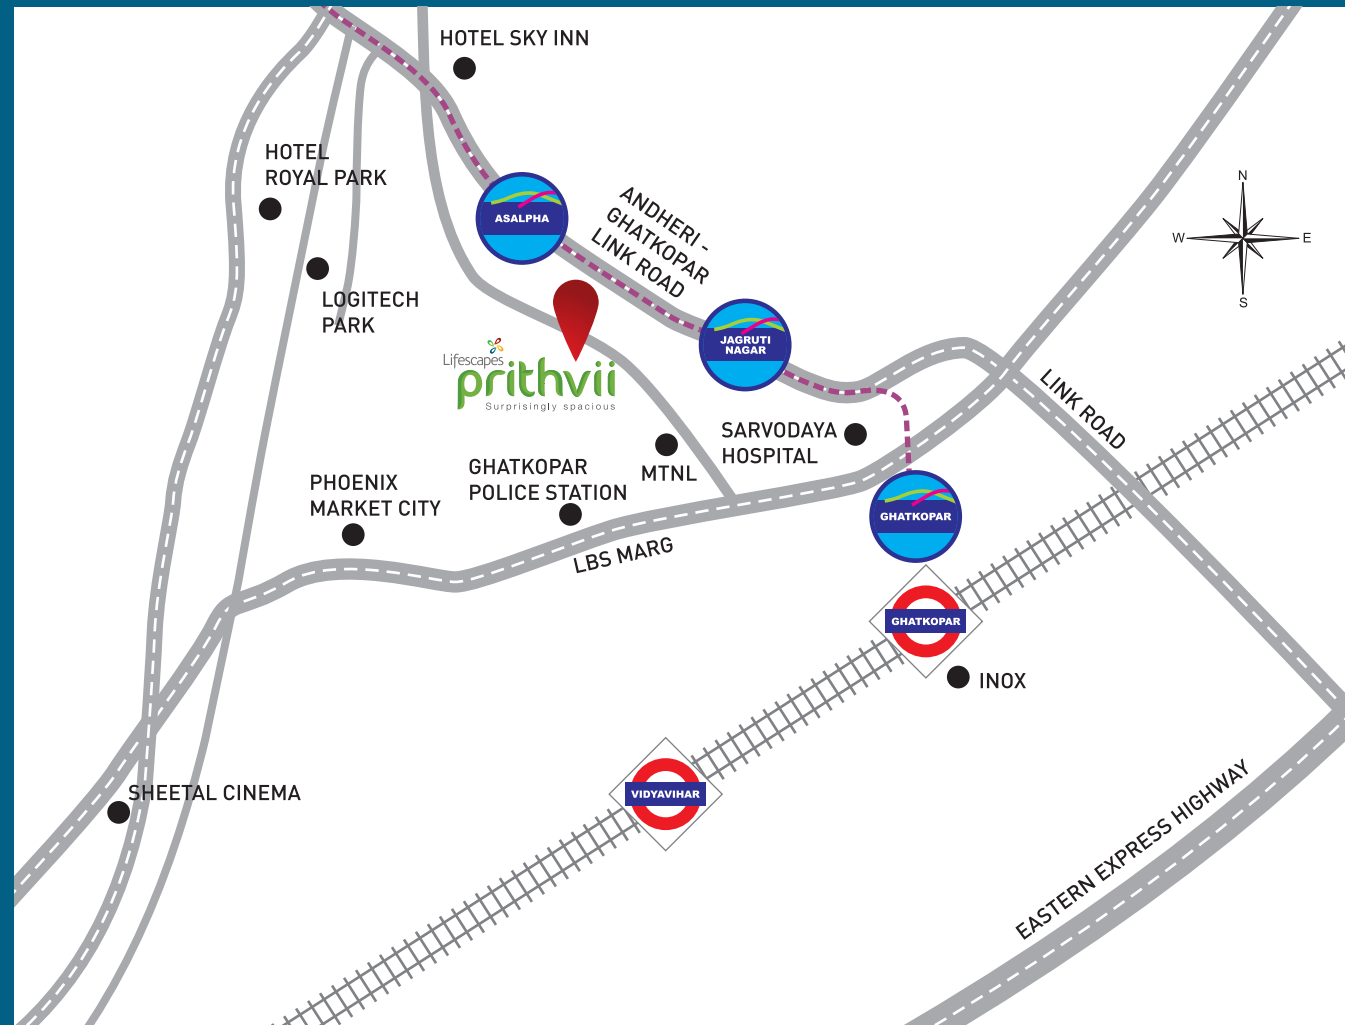 HOTEL SKY INN
HOTEL
ROYAL PARK
ASALPHA
ANDHERI -
GHATKOPAR
LINK ROAD
N
W
E
S
LOGITECH
PARK
JAGRUTI
NAGAR
Lifescapes
prithvii
Surprisingly spacious
LINK ROAD
SARVODAYA
HOSPITAL
MTNL
GHATKOPAR
POLICE STATION
PHOENIX
MARKET CITY
GHATKOPAR
LBS MARG
GHATKOPAR
INOX
VIDYAVIHAR
SHEETAL CINEMA
EASTERN EXPRESS HIGHWAY